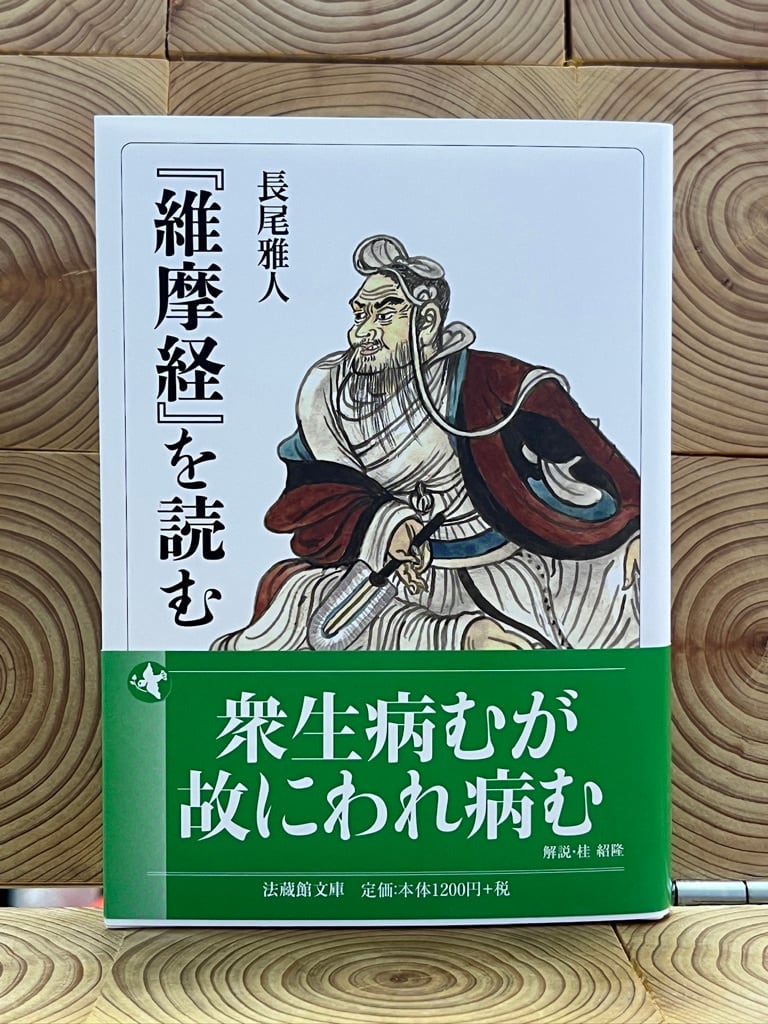 長尾雅人
『維摩経』を読む
衆生病むが
故にわれ病む
解説・桂 紹隆
法蔵館文庫 定価:本体1200円+税